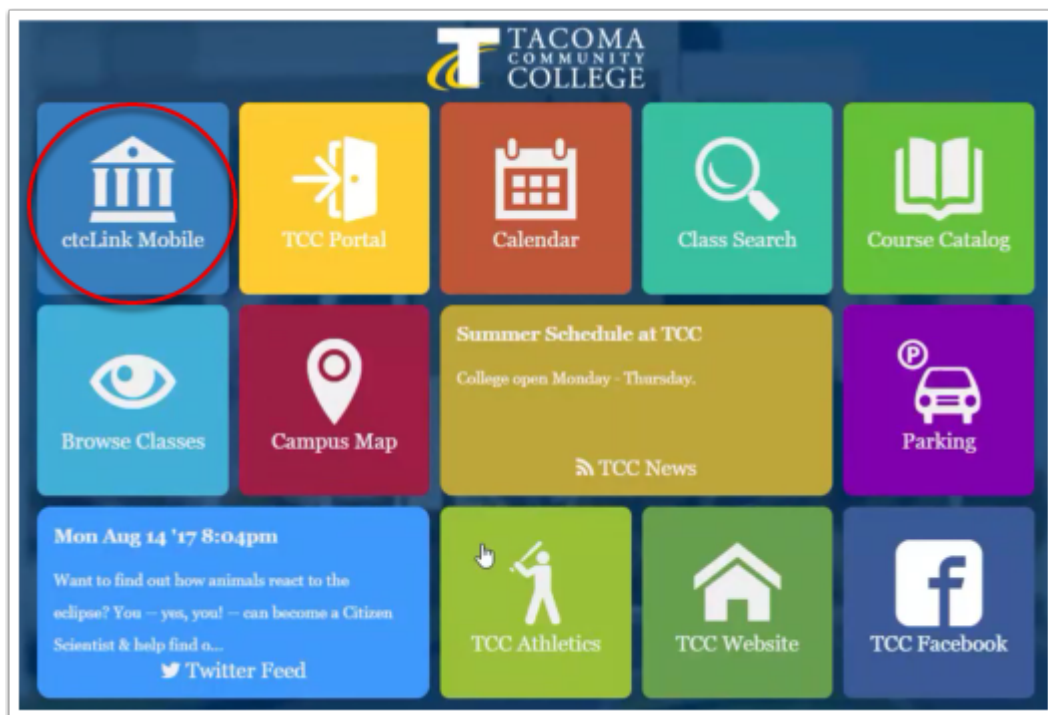 TACOMA
COMMUNITY
COLLEGE
ctcLink Mobile
TCC Portal
Calendar
Class Search
Course Catalog
Browse Classes
Campus Map
Summer Schedule at TCC
College open Monday - Thursday.
TCC News
P
Parking
Mon Aug 14 '17 8:04pm
Want to find out how animals react to the
eclipse? You — yes, you! — can become a Citizen
Scientist & help find o...
Twitter Feed
TCC Athletics
TCC Website
TCC Facebook